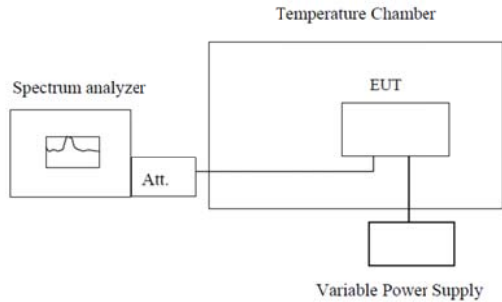 Temperature Chamber
Spectrum analyzer
EUT
Att.
Variable Power Supply